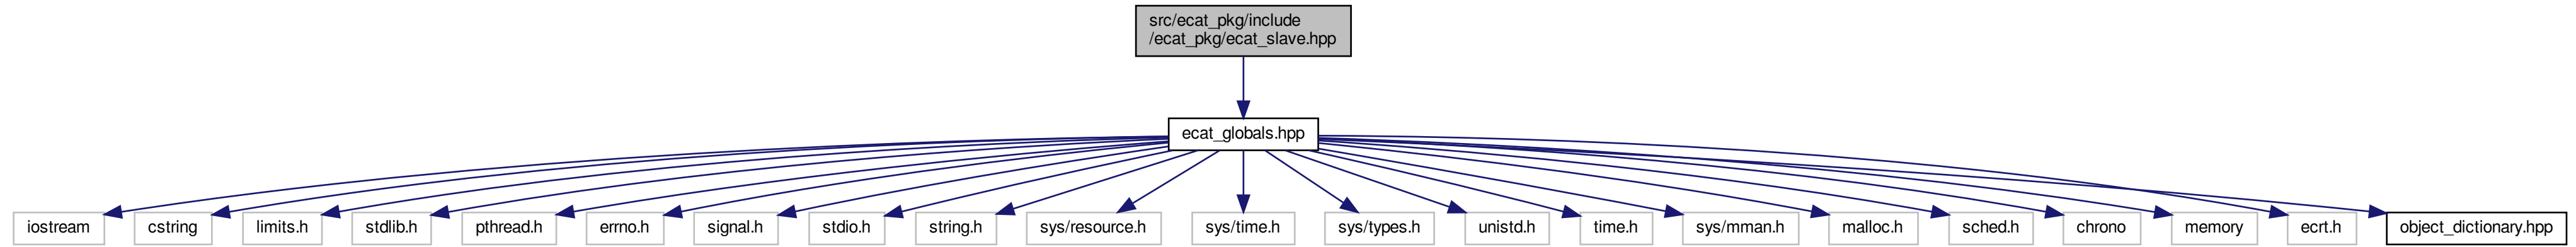 src/ecat_pkg/include
/ecat_pkg/ecat_slave.hpp
ecat_globals.hpp
iostream
cstring
limits.h
stdlib.h
pthread.h
errno.h
signal.h
stdio.h
string.h
sys/resource.h
sys/time.h
sys/types.h
unistd.h
time.h
sys/mman.h
malloc.h
sched.h
chrono
memory
ecrt.h
object_dictionary.hpp